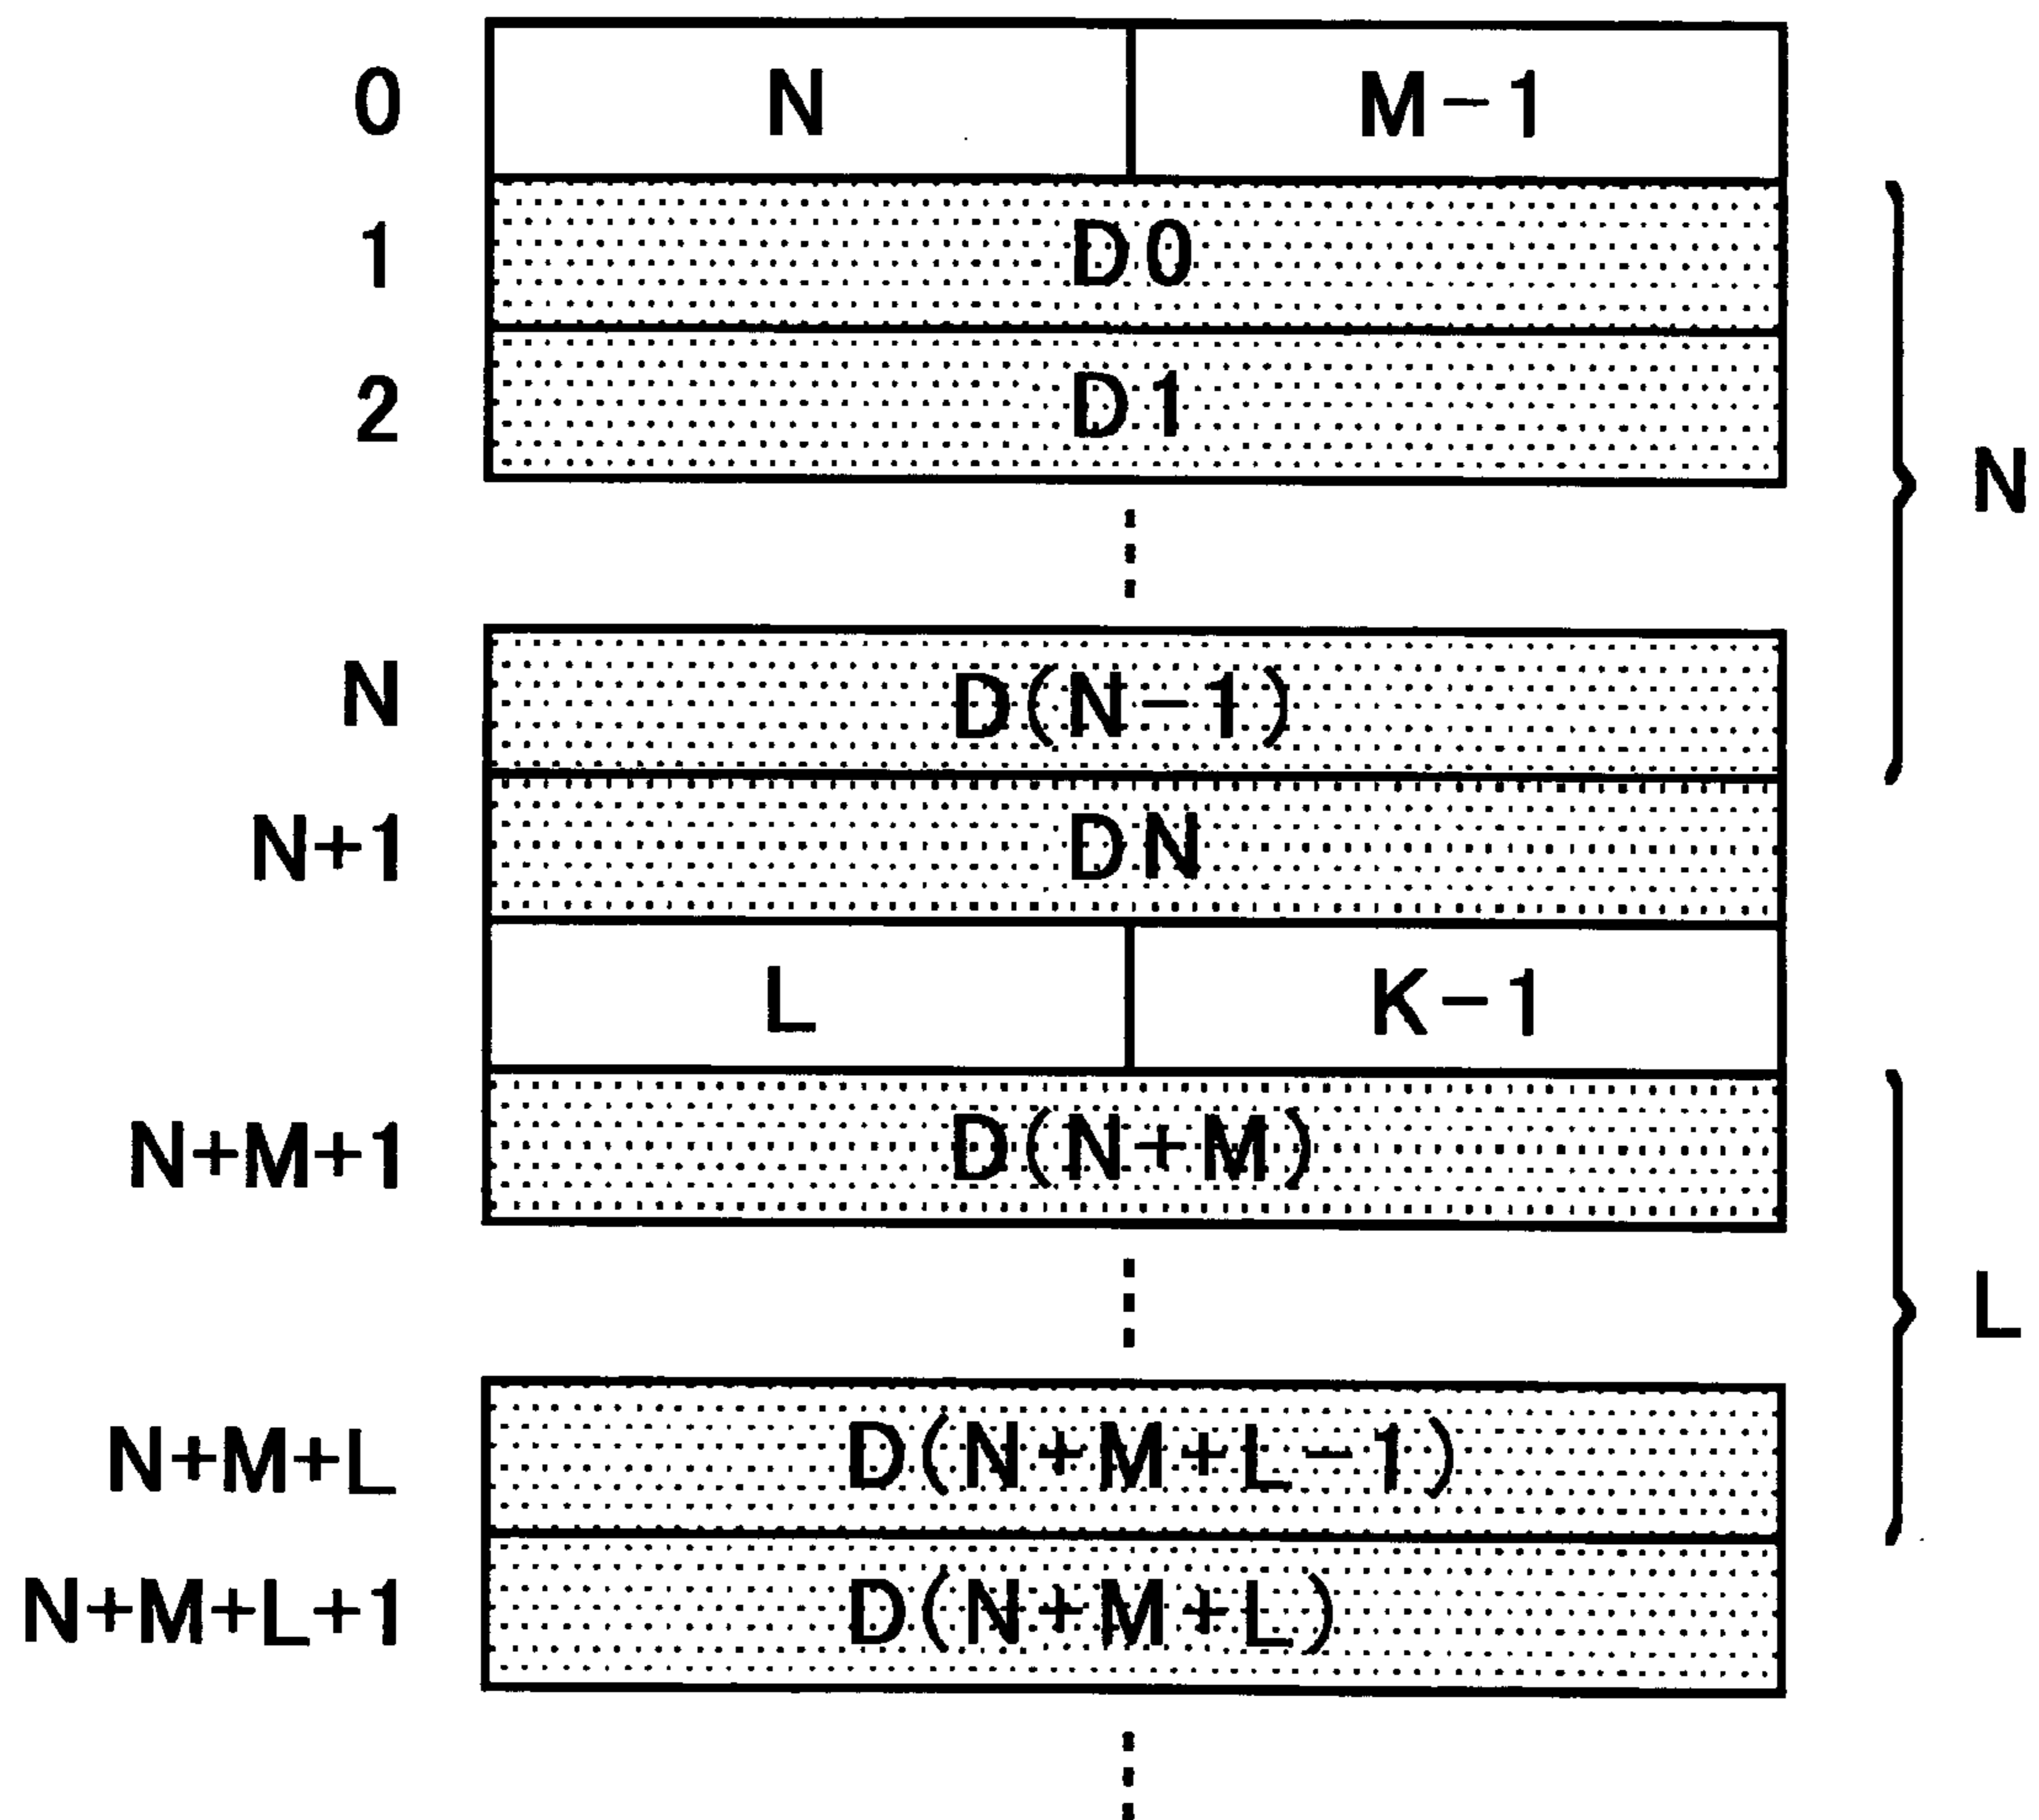 0 N M-1
1 D0
2 D1
N
N D(N-1)
N+1 DN
L K-1
N+M+1 D(N+M)
L
N+M+L D(N+M+L-1)
N+M+L+1 D(N+M+L)